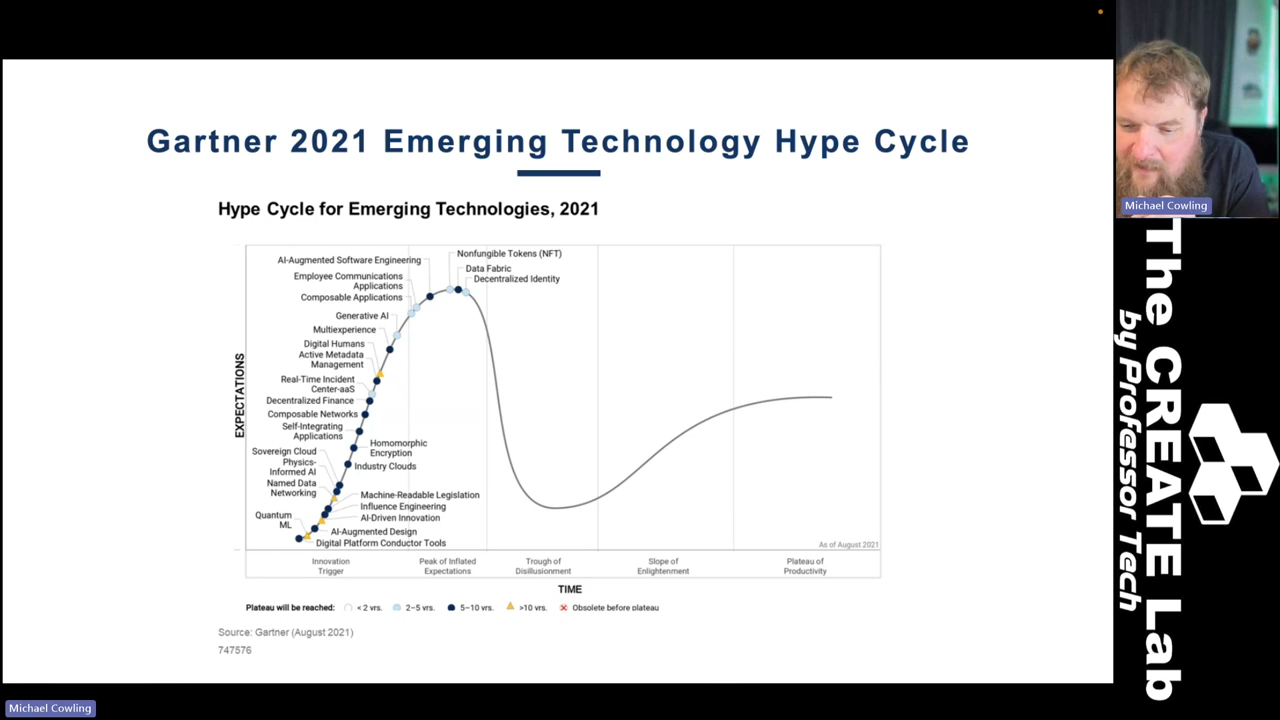 Gartner 2021 Emerging Technology Hype Cycle
Hype Cycle for Emerging Technologies, 2021
EXPECTATIONS
Nonfungible Tokens (NFT)
AI-Augmented Software Engineering
Data Fabric
Decentralized Identity
Employee Communications
Applications
Composable Applications
Generative AI
Multiexperience
Digital Humans
Active Metadata
Management
Real-Time Incident
Center-aaS
Decentralized Finance
Composable Networks
Self-Integrating
Applications
Homomorphic
Encryption
Sovereign Cloud
Industry Clouds
Physics-
Informed AI
Named Data
Networking
Machine-Readable Legislation
Influence Engineering
AI-Driven Innovation
Quantum
ML
AI-Augmented Design
Digital Platform Conductor Tools
As of August 2021
Innovation
Trigger
Peak of Inflated
Expectations
Trough of
Disillusionment
Slope of
Enlightenment
Plateau of
Productivity
TIME
Plateau will be reached: < 2 yrs. 2–5 yrs. 5–10 yrs. >10 yrs. Obsolete before plateau
Source: Gartner (August 2021)
747576
Michael Cowling
The CREATE Lab
by Professor Tech
Michael Cowling